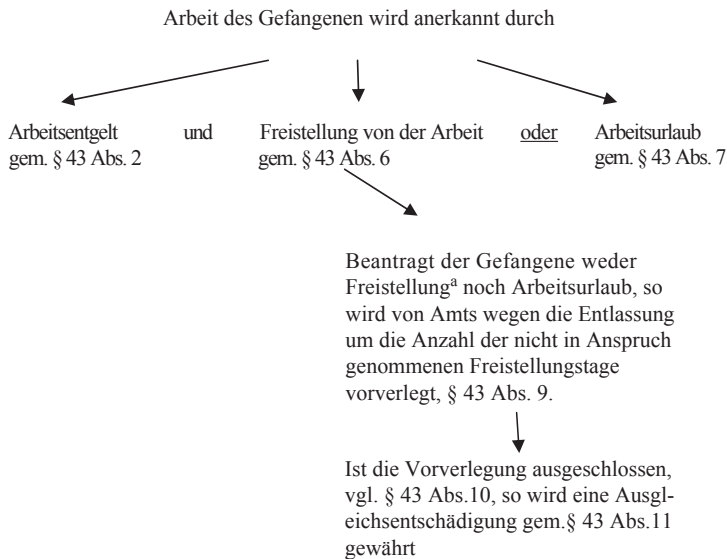 Arbeit des Gefangenen wird anerkannt durch
Arbeitsentgelt und Freistellung von der Arbeit oder Arbeitsurlaub
gem. § 43 Abs. 2 gem. § 43 Abs. 6 gem. § 43 Abs. 7
Beantragt der Gefangene weder
Freistellungª noch Arbeitsurlaub, so
wird von Amts wegen die Entlassung
um die Anzahl der nicht in Anspruch
genommenen Freistellungstage
vorverlegt, § 43 Abs. 9.
Ist die Vorverlegung ausgeschlossen,
vgl. § 43 Abs.10, so wird eine Ausgl-
eichsentschädigung gem.§ 43 Abs.11
gewährt